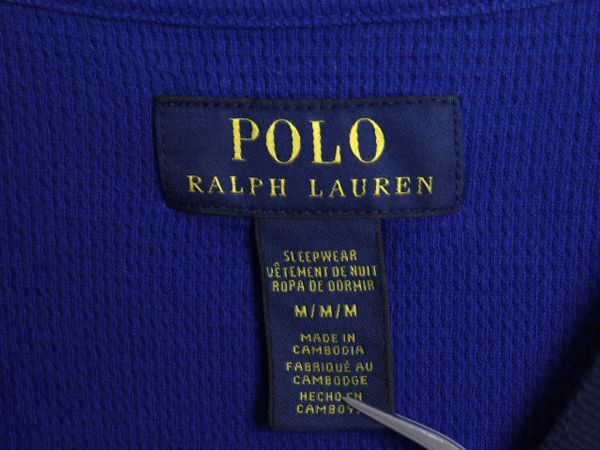 POLO
RALPH LAUREN
SLEEPWEAR
VÊTEMENT DE NUIT
ROPA DE DORMIR
M/M/M
MADE IN
CAMBODIA
FABRIQUÉ AU
CAMBODGE
HECHO EN